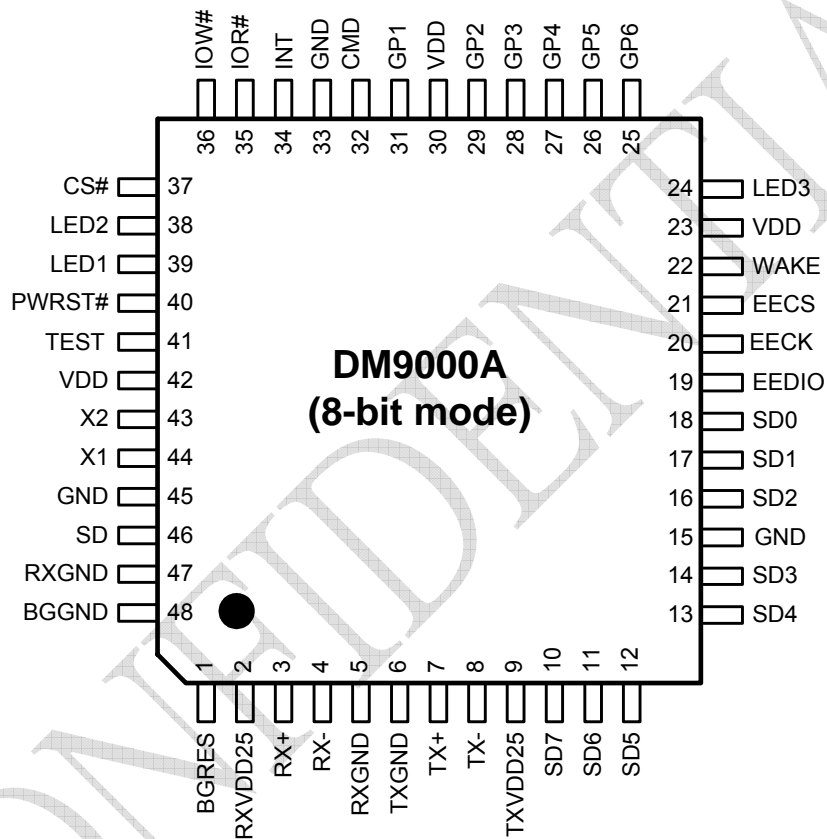 IOW# IOR# INT GND CMD GP1 VDD GP2 GP3 GP4 GP5 GP6
36 35 34 33 32 31 30 29 28 27 26 25
CS# 37
LED2 38
LED1 39
PWRST# 40
TEST 41
VDD 42
X2 43
X1 44
GND 45
SD 46
RXGND 47
BGGND 48
DM9000A
(8-bit mode)
24 LED3
23 VDD
22 WAKE
21 EECS
20 EECK
19 EEDIO
18 SD0
17 SD1
16 SD2
15 GND
14 SD3
13 SD4
1 2 3 4 5 6 7 8 9 10 11 12
BGRES RXVDD25 RX+ RX- RXGND TXGND TX+ TX- TXVDD25 SD7 SD6 SD5